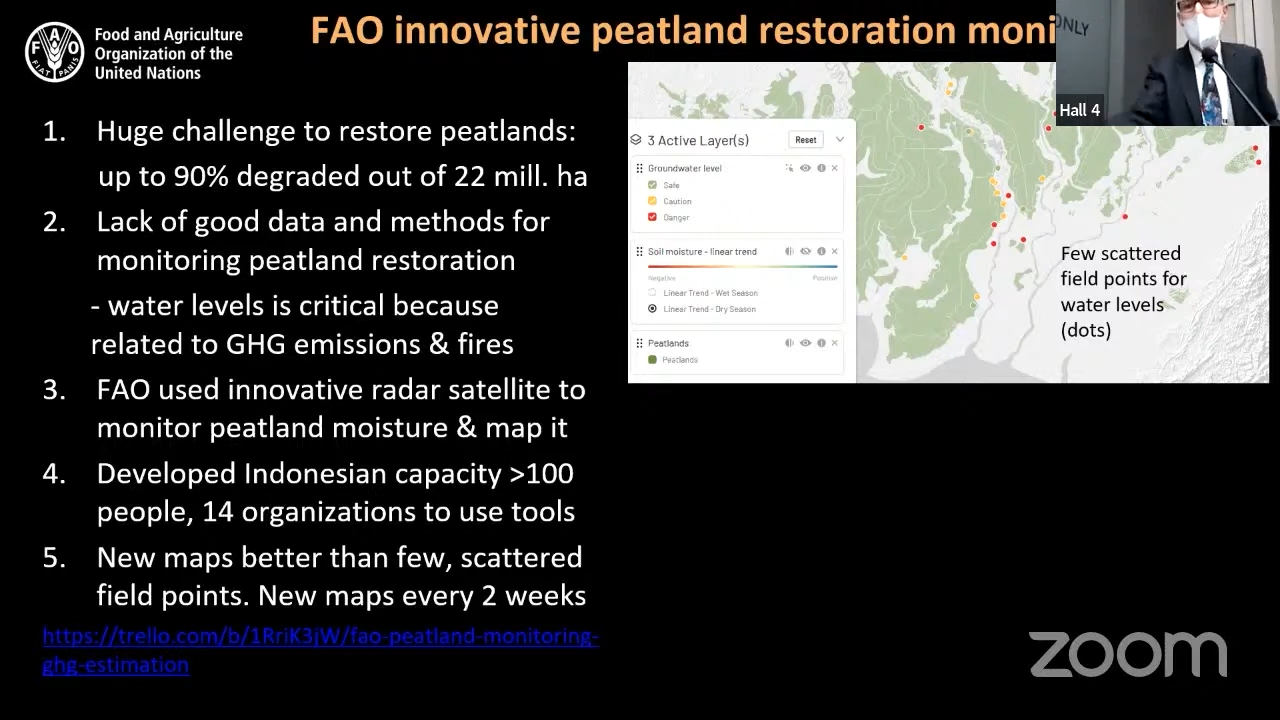 FAO innovative peatland restoration moni
Food and Agriculture
Organization of the
United Nations
FAO
FIAT PANIS
ONLY
Hall 4
1. Huge challenge to restore peatlands:
up to 90% degraded out of 22 mill. ha
2. Lack of good data and methods for
monitoring peatland restoration
- water levels is critical because
related to GHG emissions & fires
3. FAO used innovative radar satellite to
monitor peatland moisture & map it
4. Developed Indonesian capacity >100
people, 14 organizations to use tools
5. New maps better than few, scattered
field points. New maps every 2 weeks
https://trello.com/b/1RriK3jW/fao-peatland-monitoring-
ghg-estimation
3 Active Layer(s) Reset
Groundwater level
Safe
Caution
Danger
Soil moisture - linear trend
Negative Positive
Linear Trend - Wet Season
Linear Trend - Dry Season
Peatlands
Peatlands
Few scattered
field points for
water levels
(dots)
zoom